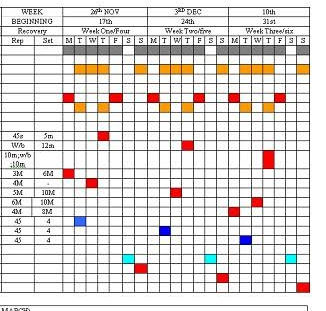 WEEK 26TH NOV 3RD DEC 10th
BEGINNING 17th 24th 31st
Recovery Week One/Four Week Two/five Week Three/six
Rep Set M T W T F S S M T W T F S S M T W T F S S
45s 5m
W/b 12m
10m;w/b
;10m
3M 6M
4M -
5M 10M
6M 10M
4M 8M
45 4
45 4
45 4
MARCH